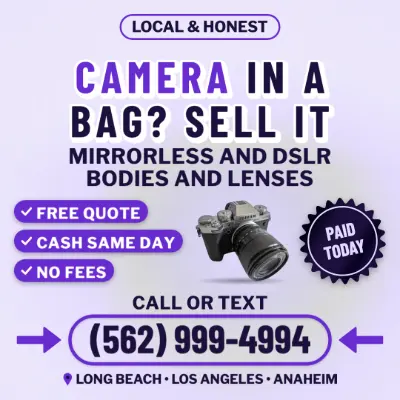 LOCAL & HONEST
CAMERA IN A
BAG? SELL IT
MIRRORLESS AND DSLR
BODIES AND LENSES
FREE QUOTE
CASH SAME DAY
NO FEES
PAID
TODAY
CALL OR TEXT
(562) 999-4994
LONG BEACH • LOS ANGELES • ANAHEIM